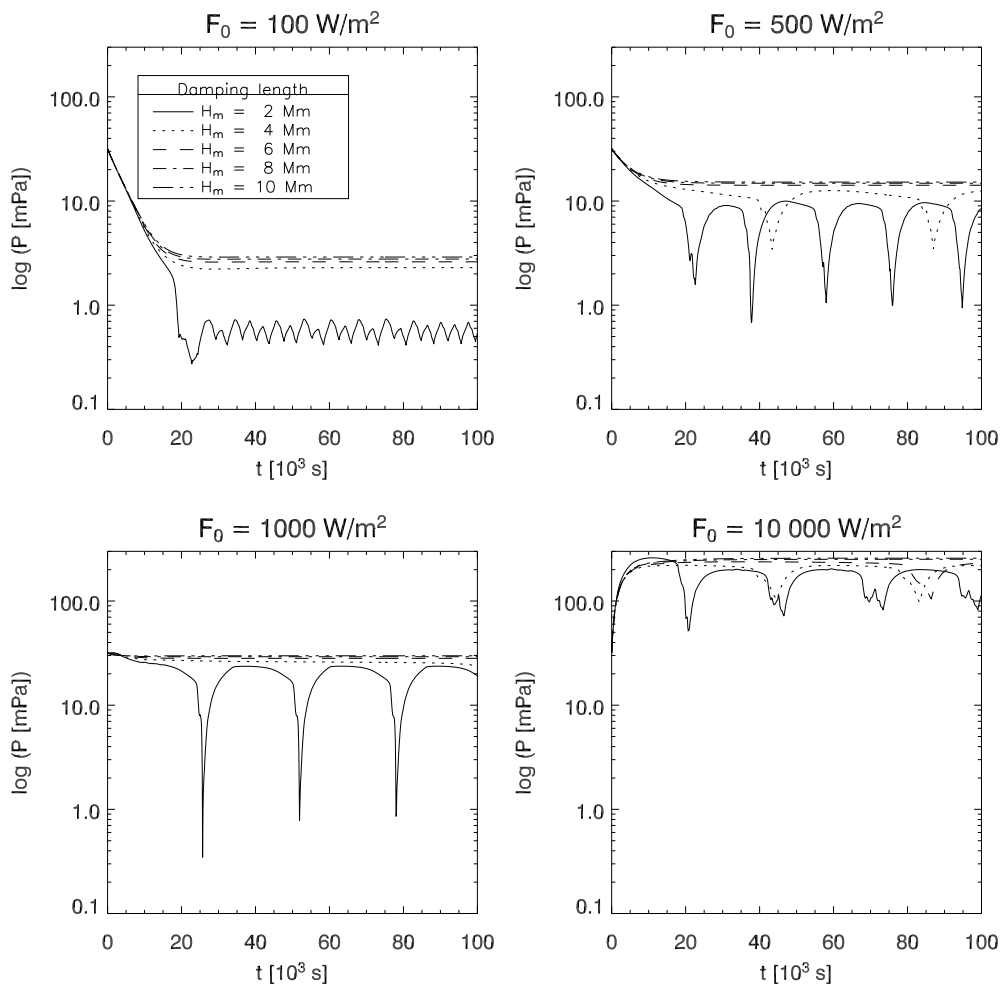 F₀ = 100 W/m²
log (P [mPa])
100.0
10.0
1.0
0.1
Damping length
Hₘ = 2 Mm
Hₘ = 4 Mm
Hₘ = 6 Mm
Hₘ = 8 Mm
Hₘ = 10 Mm
0 20 40 60 80 100
t [10³ s]
F₀ = 500 W/m²
log (P [mPa])
100.0
10.0
1.0
0.1
0 20 40 60 80 100
t [10³ s]
F₀ = 1000 W/m²
log (P [mPa])
100.0
10.0
1.0
0.1
0 20 40 60 80 100
t [10³ s]
F₀ = 10 000 W/m²
log (P [mPa])
100.0
10.0
1.0
0.1
0 20 40 60 80 100
t [10³ s]